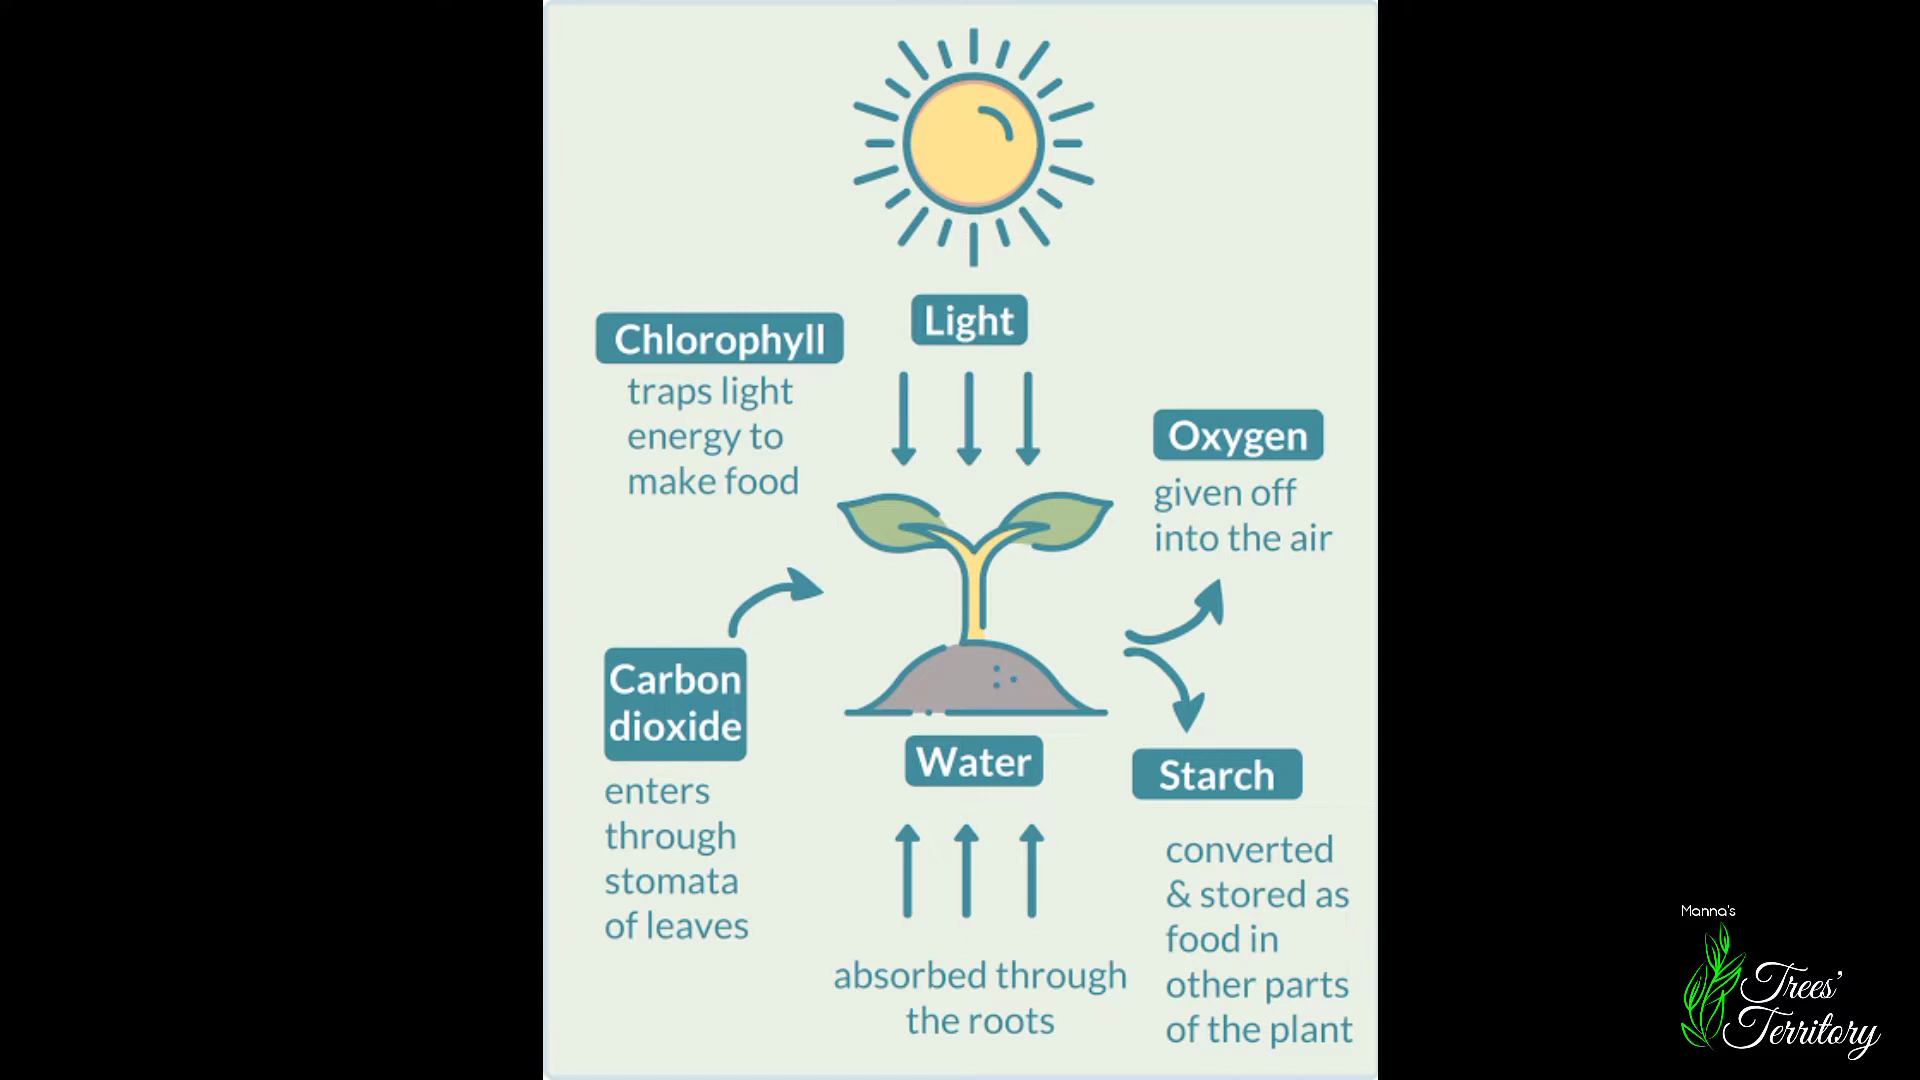 Light
Chlorophyll
traps light
energy to
make food
Oxygen
given off
into the air
Carbon
dioxide
enters
through
stomata
of leaves
Water
absorbed through
the roots
Starch
converted
& stored as
food in
other parts
of the plant
Manna's
Trees'
Territory